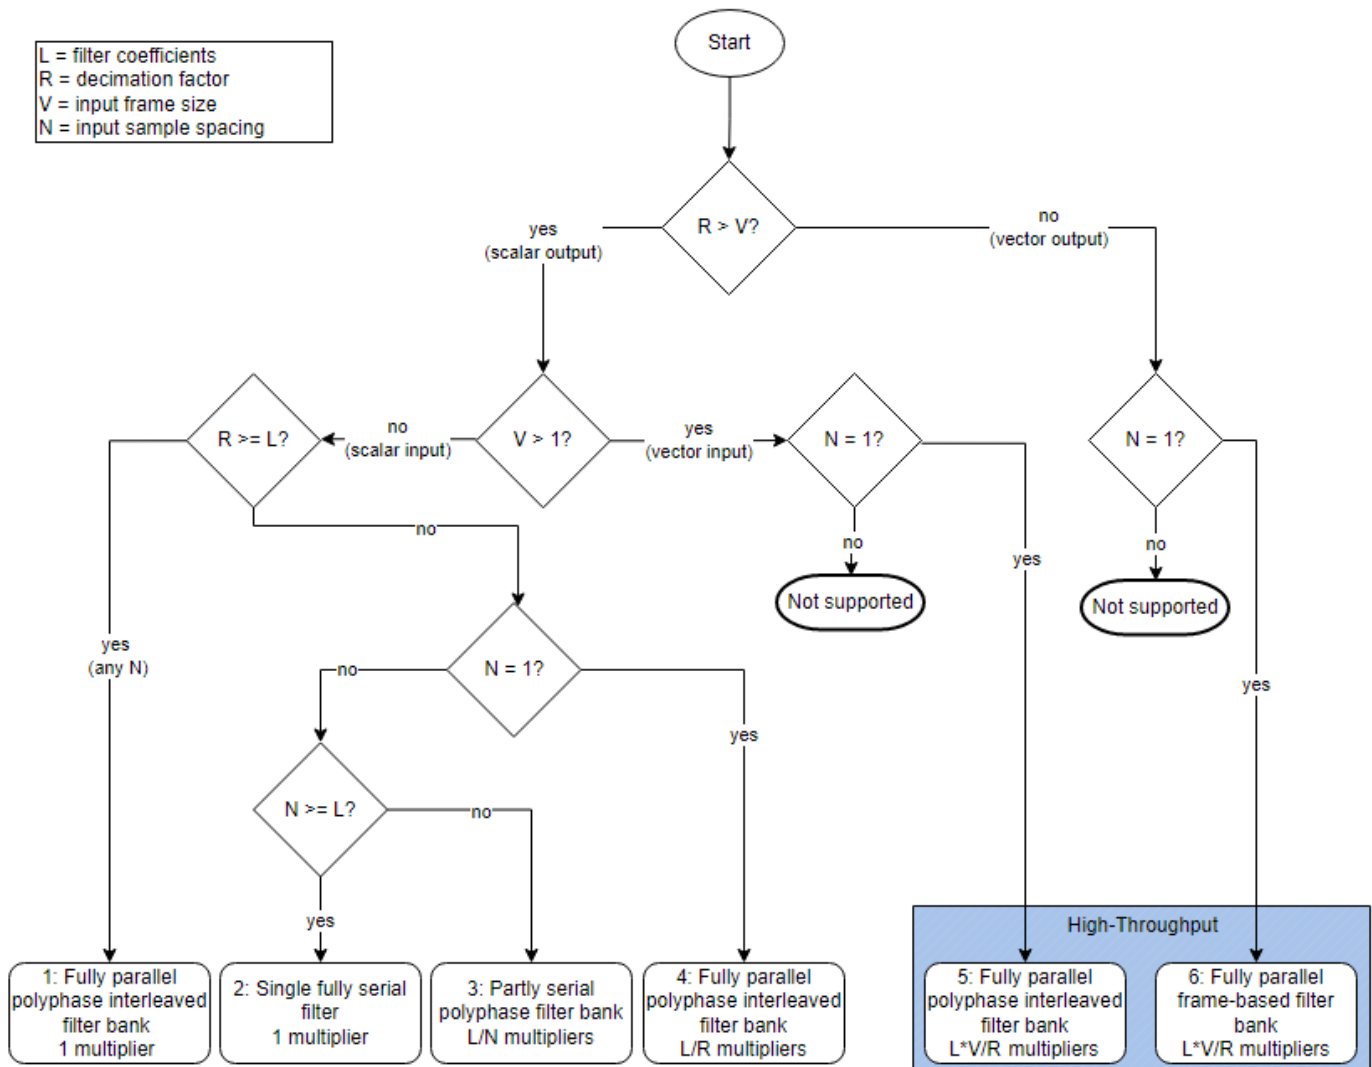 Start
L = filter coefficients
R = decimation factor
V = input frame size
N = input sample spacing
R > V?
yes
(scalar output)
no
(vector output)
R >= L?
no
(scalar input)
V > 1?
yes
(vector input)
N = 1?
N = 1?
no
no
yes
no
Not supported
Not supported
yes
(any N)
no
N = 1?
yes
yes
N >= L?
no
yes
High-Throughput
1: Fully parallel
polyphase interleaved
filter bank
1 multiplier
2: Single fully serial
filter
1 multiplier
3: Partly serial
polyphase filter bank
L/N multipliers
4: Fully parallel
polyphase interleaved
filter bank
L/R multipliers
5: Fully parallel
polyphase interleaved
filter bank
L*V/R multipliers
6: Fully parallel
frame-based filter
bank
L*V/R multipliers